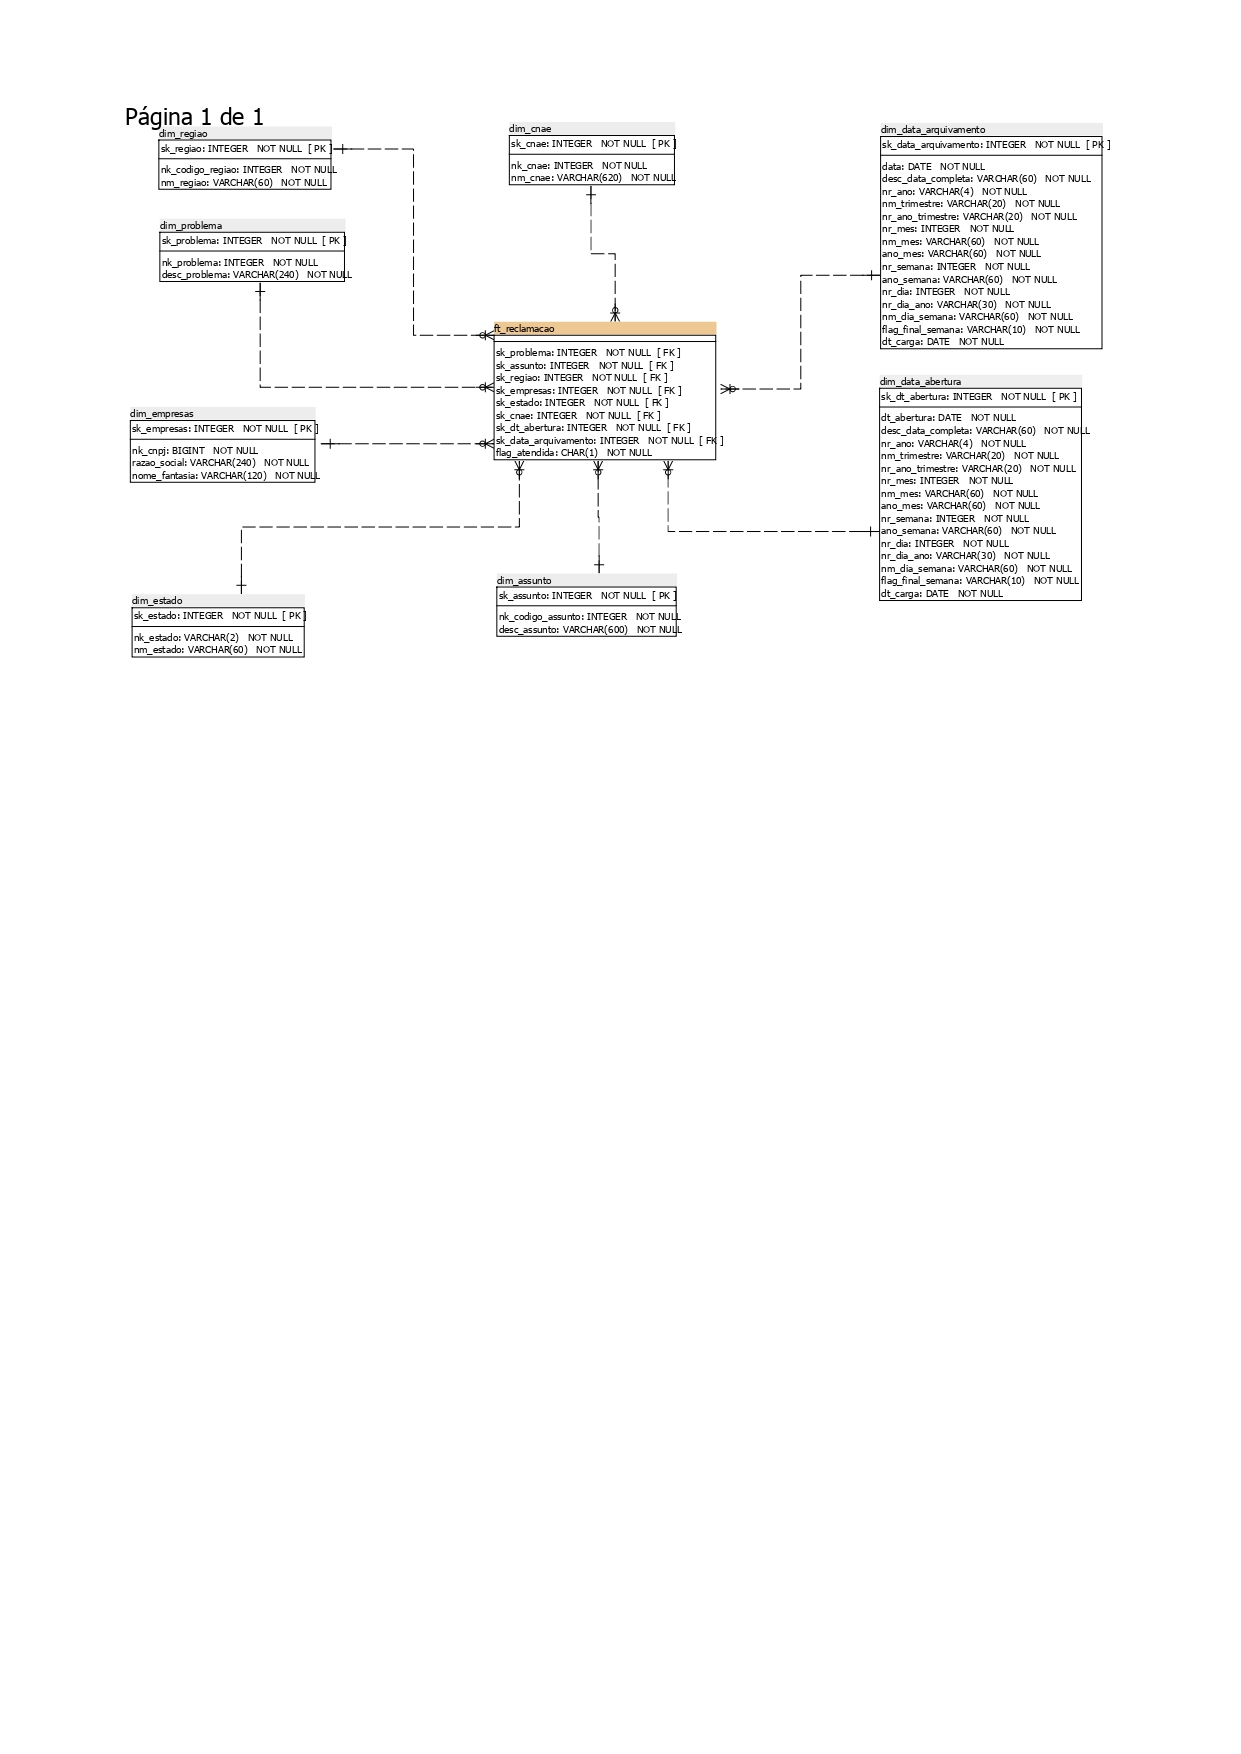 Página 1 de 1
dim_regiao
sk_regiao: INTEGER NOT NULL [ PK ]
nk_codigo_regiao: INTEGER NOT NULL
nm_regiao: VARCHAR(60) NOT NULL
dim_problema
sk_problema: INTEGER NOT NULL [ PK ]
nk_problema: INTEGER NOT NULL
desc_problema: VARCHAR(240) NOT NULL
dim_empresas
sk_empresas: INTEGER NOT NULL [ PK ]
nk_cnpj: BIGINT NOT NULL
razao_social: VARCHAR(240) NOT NULL
nome_fantasia: VARCHAR(120) NOT NULL
dim_estado
sk_estado: INTEGER NOT NULL [ PK ]
nk_estado: VARCHAR(2) NOT NULL
nm_estado: VARCHAR(60) NOT NULL
dim_cnae
sk_cnae: INTEGER NOT NULL [ PK ]
nk_cnae: INTEGER NOT NULL
nm_cnae: VARCHAR(620) NOT NULL
ft_reclamacao
sk_problema: INTEGER NOT NULL [ FK ]
sk_assunto: INTEGER NOT NULL [ FK ]
sk_regiao: INTEGER NOT NULL [ FK ]
sk_empresas: INTEGER NOT NULL [ FK ]
sk_estado: INTEGER NOT NULL [ FK ]
sk_cnae: INTEGER NOT NULL [ FK ]
sk_dt_abertura: INTEGER NOT NULL [ FK ]
sk_data_arquivamento: INTEGER NOT NULL [ FK ]
flag_atendida: CHAR(1) NOT NULL
dim_assunto
sk_assunto: INTEGER NOT NULL [ PK ]
nk_codigo_assunto: INTEGER NOT NULL
desc_assunto: VARCHAR(600) NOT NULL
dim_data_arquivamento
sk_data_arquivamento: INTEGER NOT NULL [ PK ]
data: DATE NOT NULL
desc_data_completa: VARCHAR(60) NOT NULL
nr_ano: VARCHAR(4) NOT NULL
nm_trimestre: VARCHAR(20) NOT NULL
nr_ano_trimestre: VARCHAR(20) NOT NULL
nr_mes: INTEGER NOT NULL
nm_mes: VARCHAR(60) NOT NULL
ano_mes: VARCHAR(60) NOT NULL
nr_semana: INTEGER NOT NULL
ano_semana: VARCHAR(60) NOT NULL
nr_dia: INTEGER NOT NULL
nr_dia_ano: VARCHAR(30) NOT NULL
nm_dia_semana: VARCHAR(60) NOT NULL
flag_final_semana: VARCHAR(10) NOT NULL
dt_carga: DATE NOT NULL
dim_data_abertura
sk_dt_abertura: INTEGER NOT NULL [ PK ]
dt_abertura: DATE NOT NULL
desc_data_completa: VARCHAR(60) NOT NULL
nr_ano: VARCHAR(4) NOT NULL
nm_trimestre: VARCHAR(20) NOT NULL
nr_ano_trimestre: VARCHAR(20) NOT NULL
nr_mes: INTEGER NOT NULL
nm_mes: VARCHAR(60) NOT NULL
ano_mes: VARCHAR(60) NOT NULL
nr_semana: INTEGER NOT NULL
ano_semana: VARCHAR(60) NOT NULL
nr_dia: INTEGER NOT NULL
nr_dia_ano: VARCHAR(30) NOT NULL
nm_dia_semana: VARCHAR(60) NOT NULL
flag_final_semana: VARCHAR(10) NOT NULL
dt_carga: DATE NOT NULL